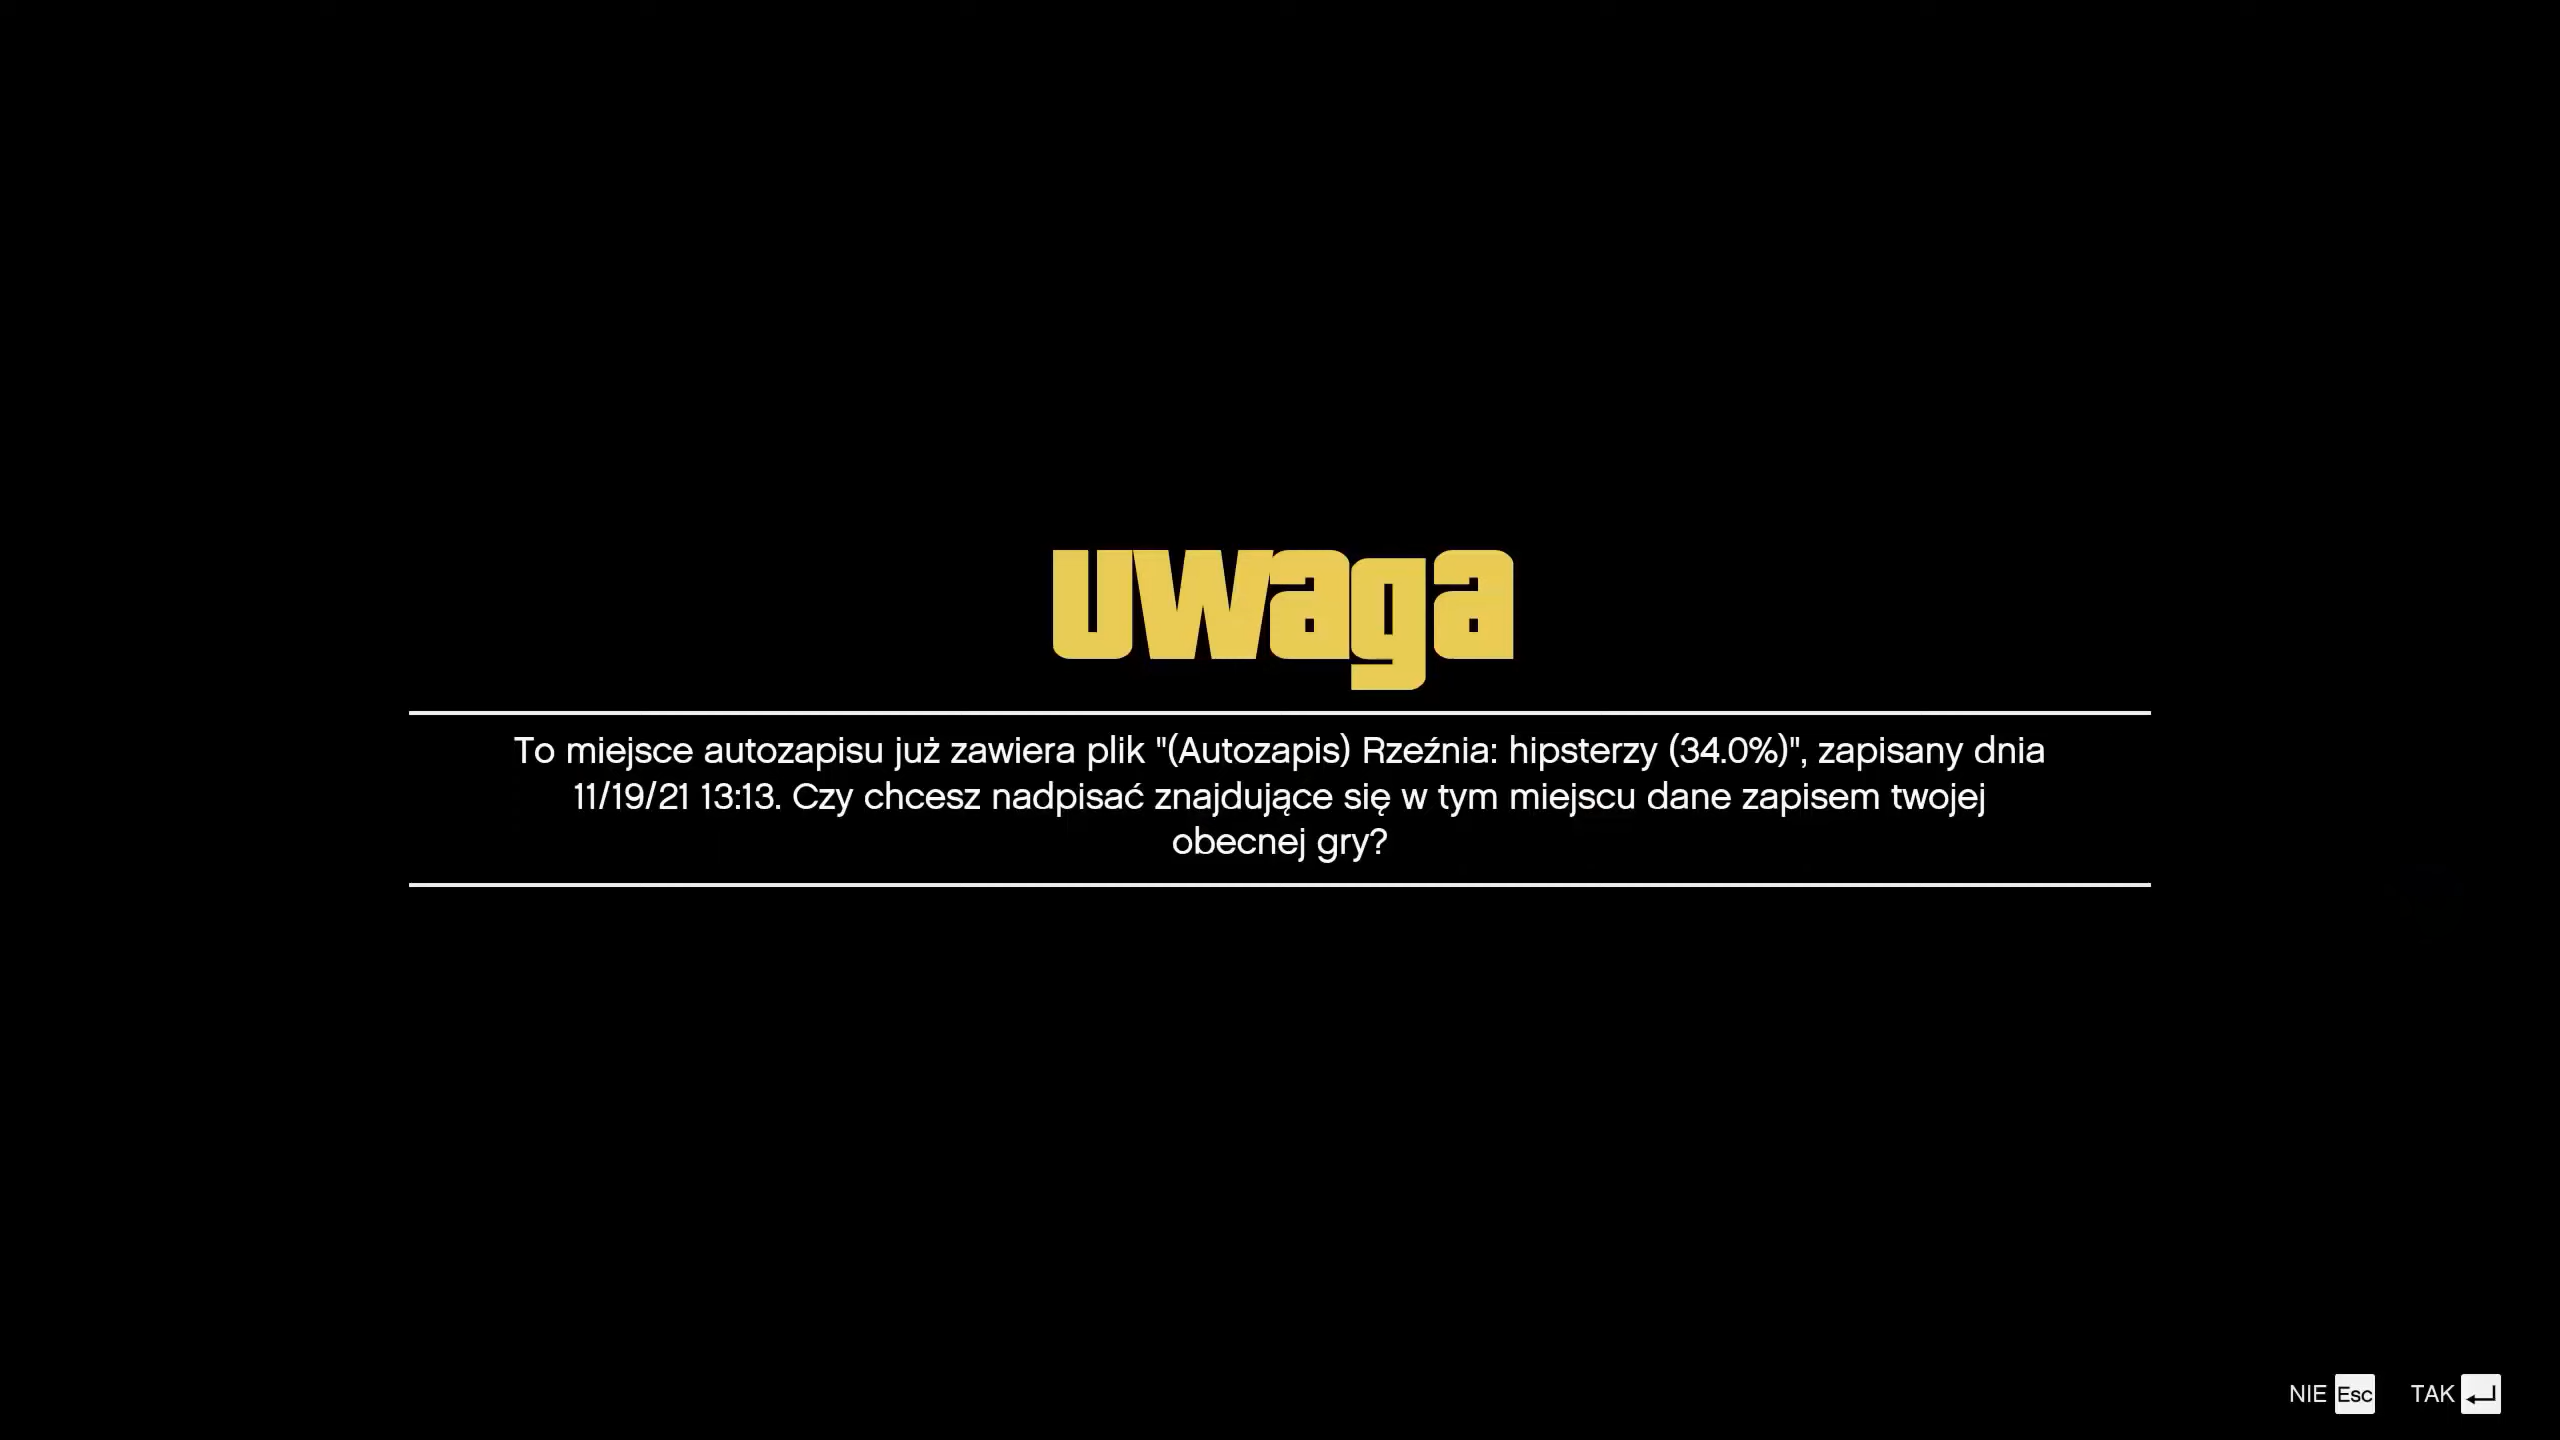 uwaga
To miejsce autozapisu już zawiera plik "(Autozapis) Rzeźnia: hipsterzy (34.0%)", zapisany dnia
11/19/21 13:13. Czy chcesz nadpisać znajdujące się w tym miejscu dane zapisem twojej
obecnej gry?
NIE Esc TAK